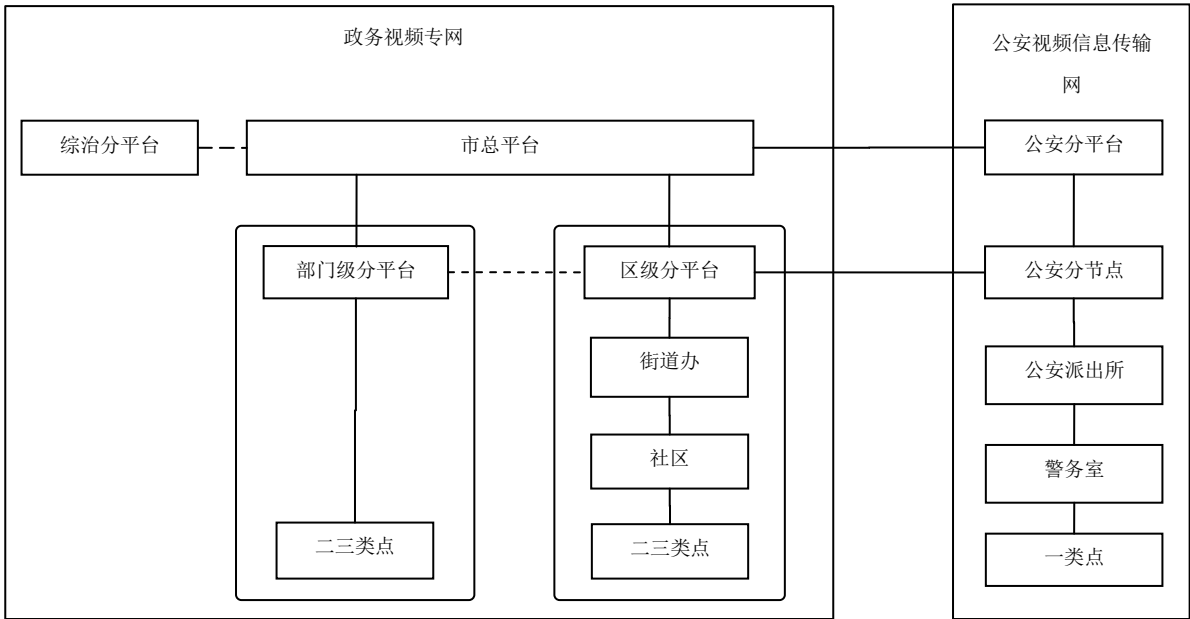 政务视频专网
公安视频信息传输
网
综治分平台
市总平台
公安分平台
部门级分平台
区级分平台
公安分节点
街道办
公安派出所
社区
警务室
二三类点
二三类点
一类点